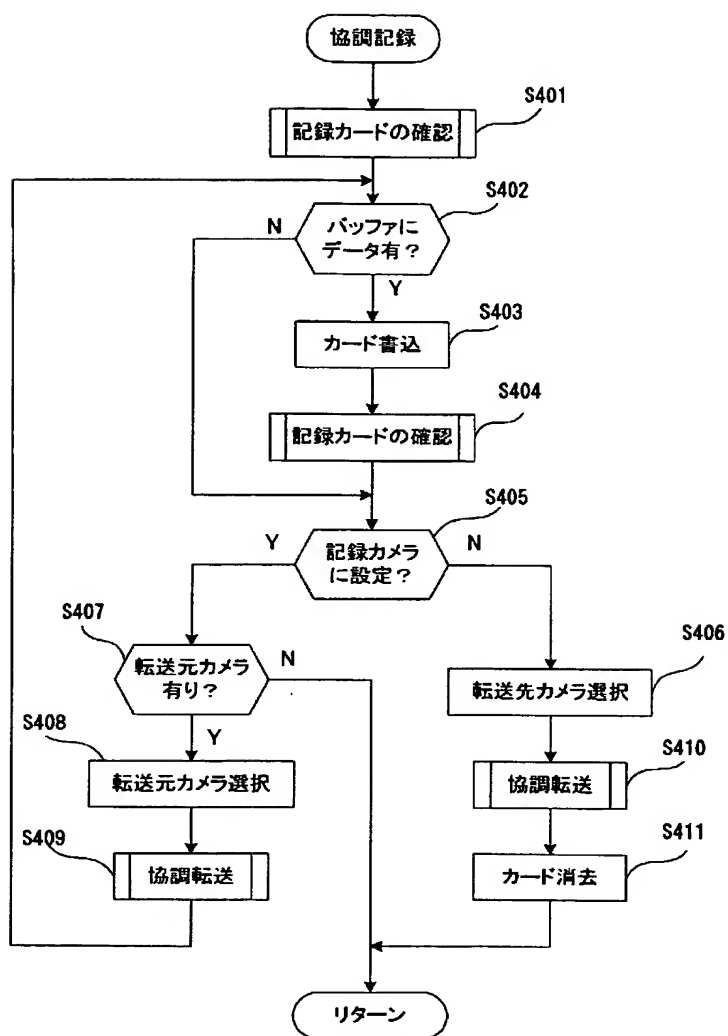 協調記録
S401
記録カードの確認
S402
バッファに
データ有？
N
Y
S403
カード書込
S404
記録カードの確認
S405
記録カメラ
に設定？
Y
N
S407
転送元カメラ
有り？
N
Y
S406
転送先カメラ選択
S408
転送元カメラ選択
S410
協調転送
S409
協調転送
S411
カード消去
リターン